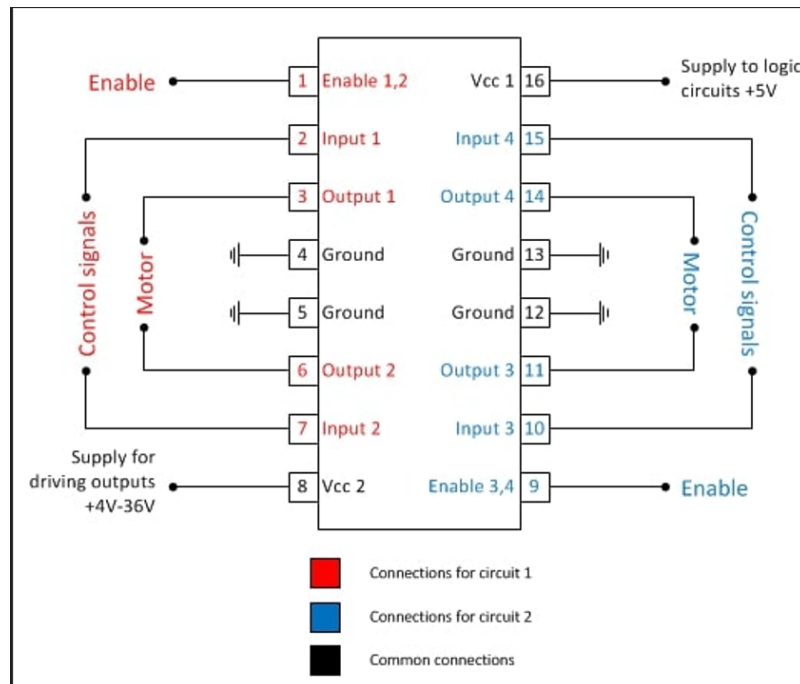 Enable
1 Enable 1,2
Vcc 1 16
Supply to logic
circuits +5V
2 Input 1
Input 4 15
3 Output 1
Output 4 14
Control signals
Motor
4 Ground
Ground 13
Motor
Control signals
5 Ground
Ground 12
6 Output 2
Output 3 11
7 Input 2
Input 3 10
Supply for
driving outputs
+4V-36V
8 Vcc 2
Enable 3,4 9
Enable
Connections for circuit 1
Connections for circuit 2
Common connections